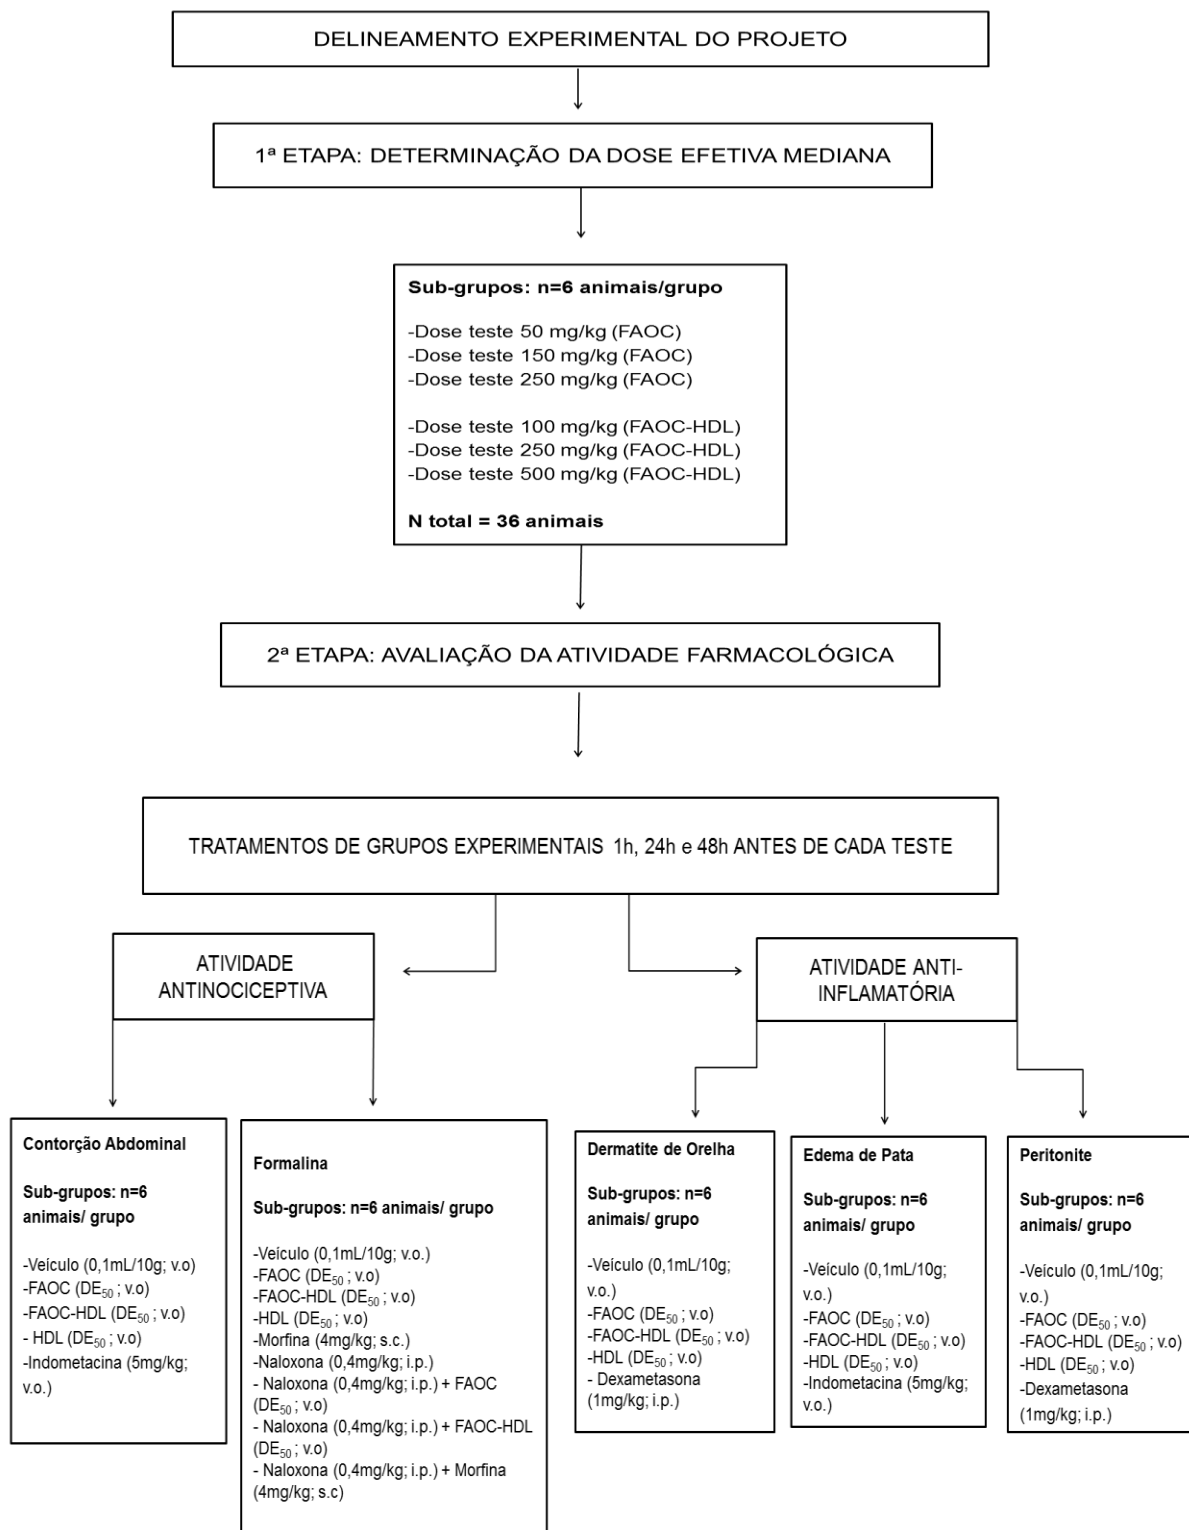 DELINEAMENTO EXPERIMENTAL DO PROJETO
1ª ETAPA: DETERMINAÇÃO DA DOSE EFETIVA MEDIANA
Sub-grupos: n=6 animais/grupo
-Dose teste 50 mg/kg (FAOC)
-Dose teste 150 mg/kg (FAOC)
-Dose teste 250 mg/kg (FAOC)
-Dose teste 100 mg/kg (FAOC-HDL)
-Dose teste 250 mg/kg (FAOC-HDL)
-Dose teste 500 mg/kg (FAOC-HDL)
N total = 36 animais
2ª ETAPA: AVALIAÇÃO DA ATIVIDADE FARMACOLÓGICA
TRATAMENTOS DE GRUPOS EXPERIMENTAIS 1h, 24h e 48h ANTES DE CADA TESTE
ATIVIDADE
ANTINOCICEPTIVA
ATIVIDADE ANTI-
INFLAMATÓRIA
Contorção Abdominal
Sub-grupos: n=6
animais/ grupo
-Veículo (0,1mL/10g; v.o)
-FAOC (DE50 ; v.o)
-FAOC-HDL (DE50 ; v.o)
- HDL (DE50 ; v.o)
-Indometacina (5mg/kg;
v.o.)
Formalina
Sub-grupos: n=6 animais/ grupo
-Veículo (0,1mL/10g; v.o.)
-FAOC (DE50 ; v.o)
-FAOC-HDL (DE50 ; v.o)
-HDL (DE50 ; v.o)
-Morfina (4mg/kg; s.c.)
-Naloxona (0,4mg/kg; i.p.)
- Naloxona (0,4mg/kg; i.p.) + FAOC
(DE50 ; v.o)
- Naloxona (0,4mg/kg; i.p.) + FAOC-HDL
(DE50 ; v.o)
- Naloxona (0,4mg/kg; i.p.) + Morfina
(4mg/kg; s.c)
Dermatite de Orelha
Sub-grupos: n=6
animais/ grupo
-Veículo (0,1mL/10g;
v.o.)
-FAOC (DE50 ; v.o)
-FAOC-HDL (DE50 ; v.o)
-HDL (DE50 ; v.o)
- Dexametasona
(1mg/kg; i.p.)
Edema de Pata
Sub-grupos: n=6
animais/ grupo
-Veículo (0,1mL/10g;
v.o.)
-FAOC (DE50 ; v.o)
-FAOC-HDL (DE50 ; v.o)
-HDL (DE50 ; v.o)
-Indometacina (5mg/kg;
v.o.)
Peritonite
Sub-grupos: n=6
animais/ grupo
-Veículo (0,1mL/10g;
v.o.)
-FAOC (DE50 ; v.o)
-FAOC-HDL (DE50 ; v.o)
-HDL (DE50 ; v.o)
-Dexametasona
(1mg/kg; i.p.)